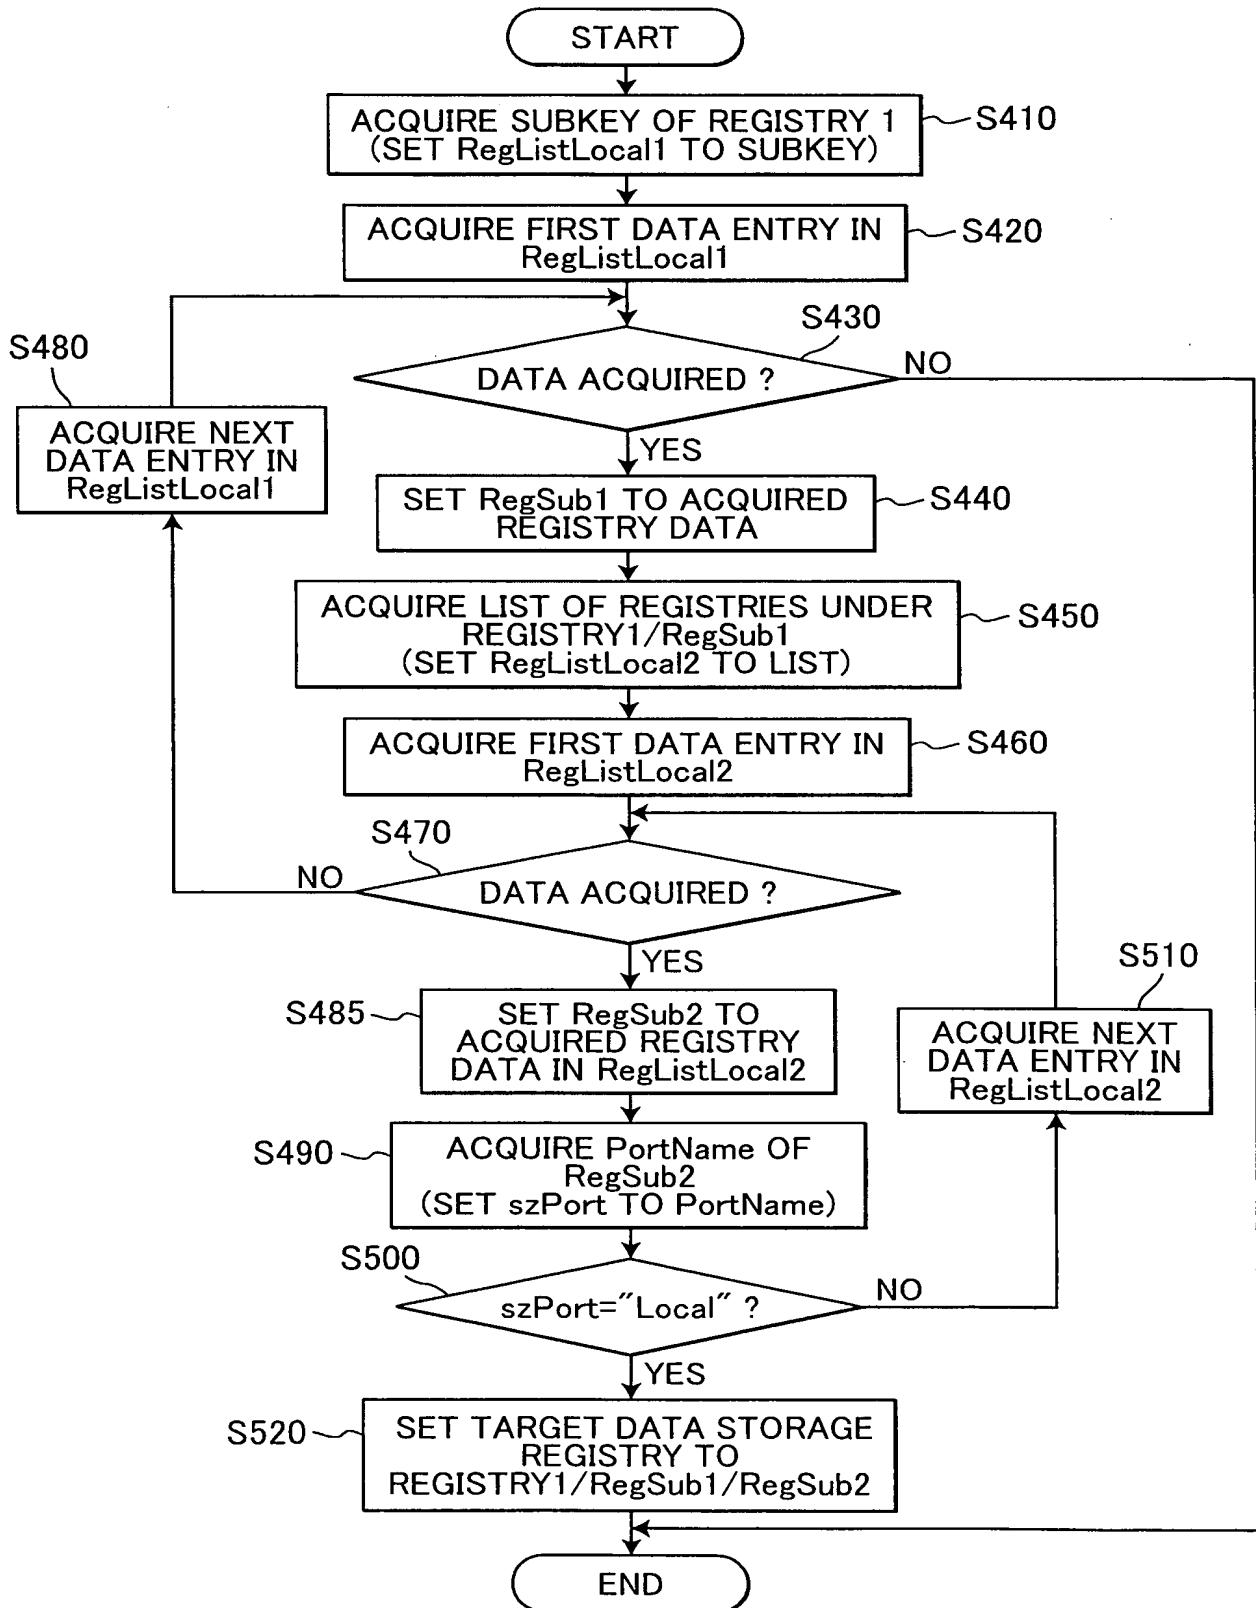 START
ACQUIRE SUBKEY OF REGISTRY 1
(SET RegListLocal1 TO SUBKEY)
S410
ACQUIRE FIRST DATA ENTRY IN
RegListLocal1
S420
S430
DATA ACQUIRED ?
NO
YES
S480
ACQUIRE NEXT
DATA ENTRY IN
RegListLocal1
SET RegSub1 TO ACQUIRED
REGISTRY DATA
S440
ACQUIRE LIST OF REGISTRIES UNDER
REGISTRY1/RegSub1
(SET RegListLocal2 TO LIST)
S450
ACQUIRE FIRST DATA ENTRY IN
RegListLocal2
S460
S470
NO
DATA ACQUIRED ?
YES
S485
SET RegSub2 TO
ACQUIRED REGISTRY
DATA IN RegListLocal2
S510
ACQUIRE NEXT
DATA ENTRY IN
RegListLocal2
S490
ACQUIRE PortName OF
RegSub2
(SET szPort TO PortName)
S500
szPort="Local" ?
NO
YES
S520
SET TARGET DATA STORAGE
REGISTRY TO
REGISTRY1/RegSub1/RegSub2
END